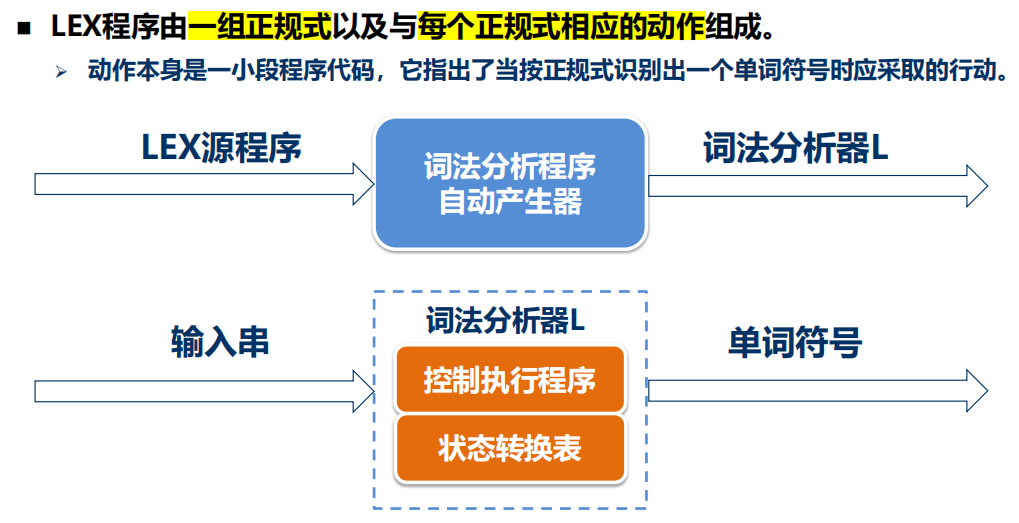 LEX程序由一组正规式以及与每个正规式相应的动作组成。
动作本身是一小段程序代码，它指出了当按正规式识别出一个单词符号时应采取的行动。
LEX源程序
词法分析程序
自动产生器
词法分析器L
输入串
词法分析器L
控制执行程序
状态转换表
单词符号